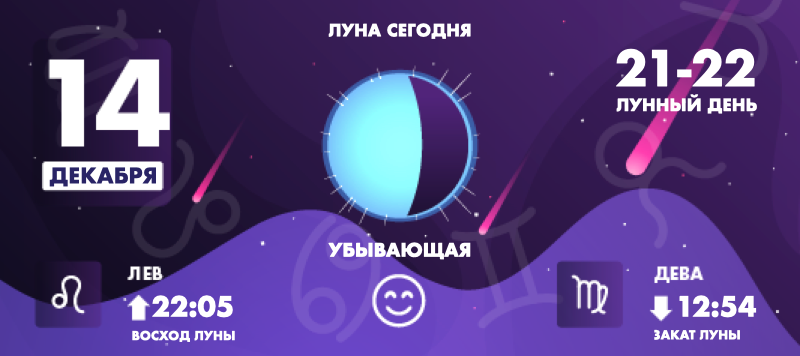 ЛУНА СЕГОДНЯ
14
ДЕКАБРЯ
21-22
ЛУННЫЙ ДЕНЬ
УБЫВАЮЩАЯ
ЛЕВ
22:05
ВОСХОД ЛУНЫ
ДЕВА
12:54
ЗАКАТ ЛУНЫ